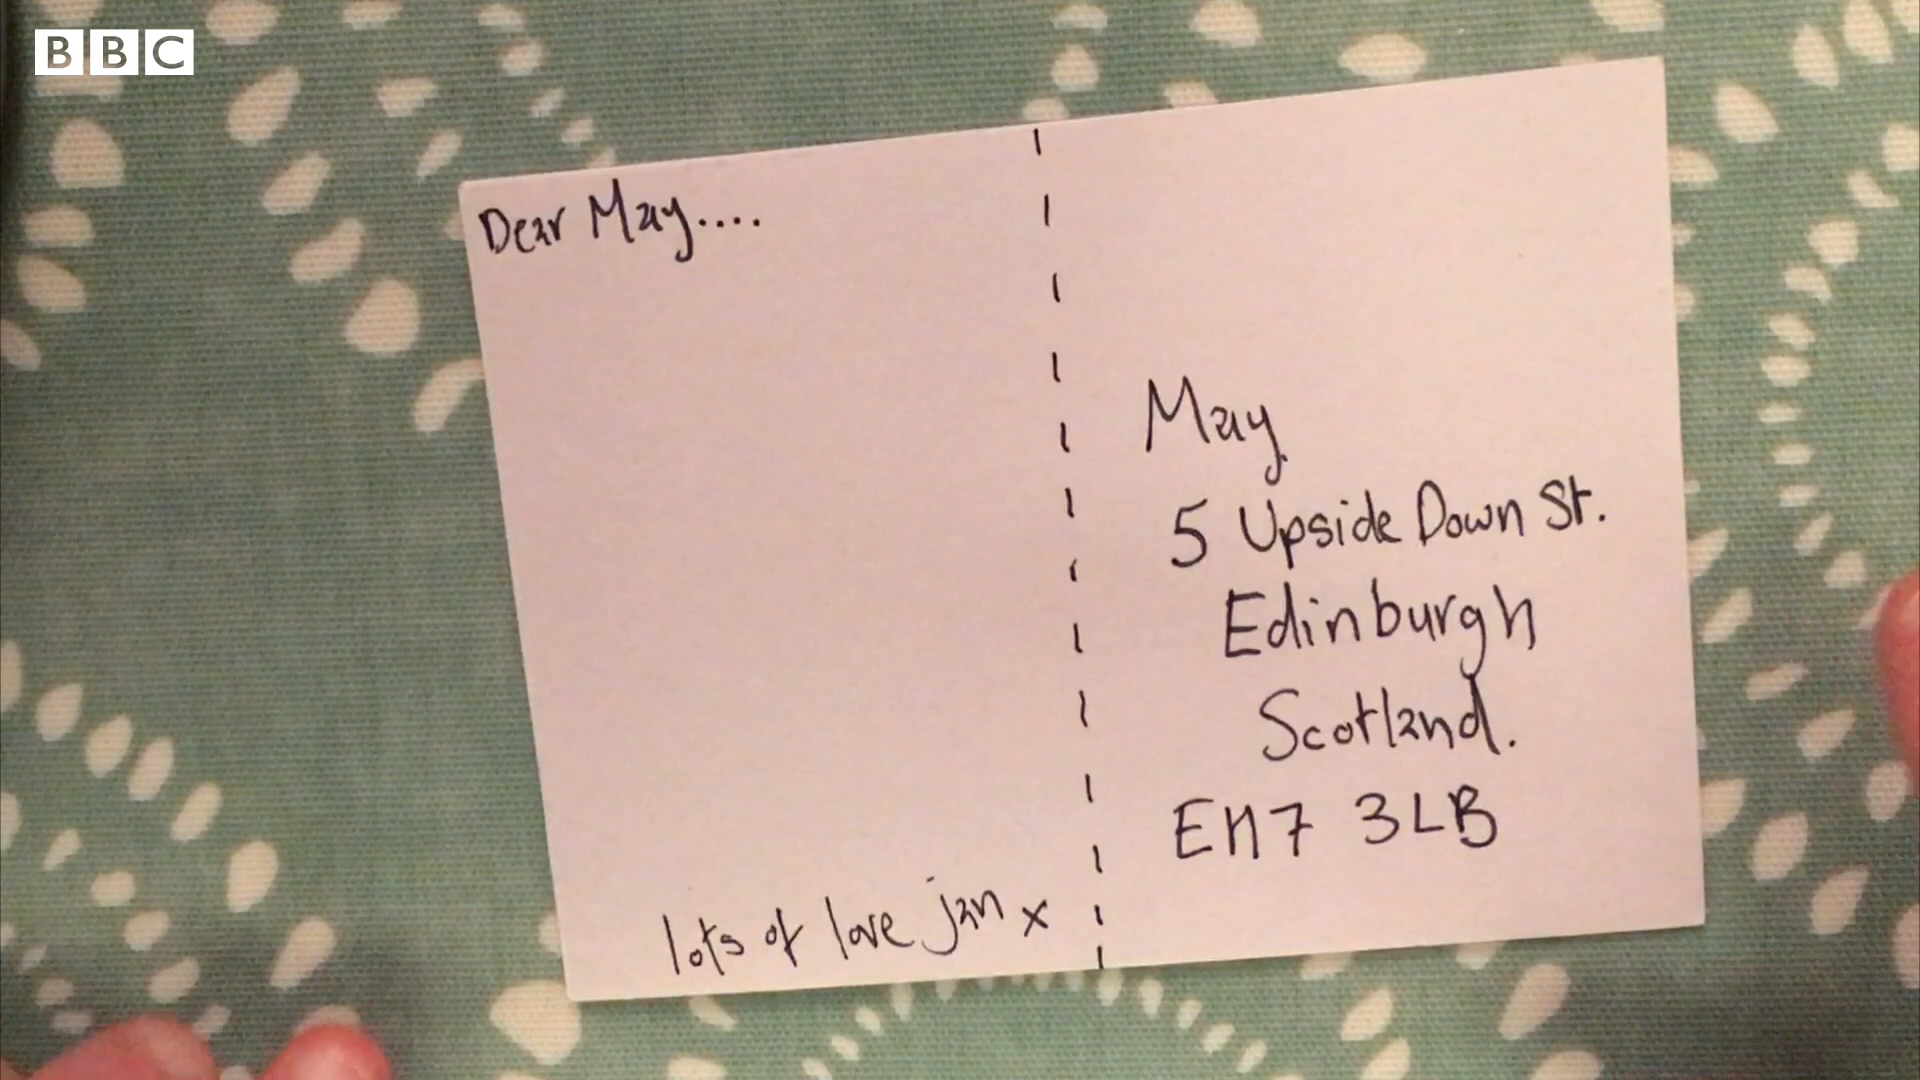 BBC
Dear May....
lots of love jan x
May
5 Upside Down St.
Edinburgh
Scotland.
EH7 3LB